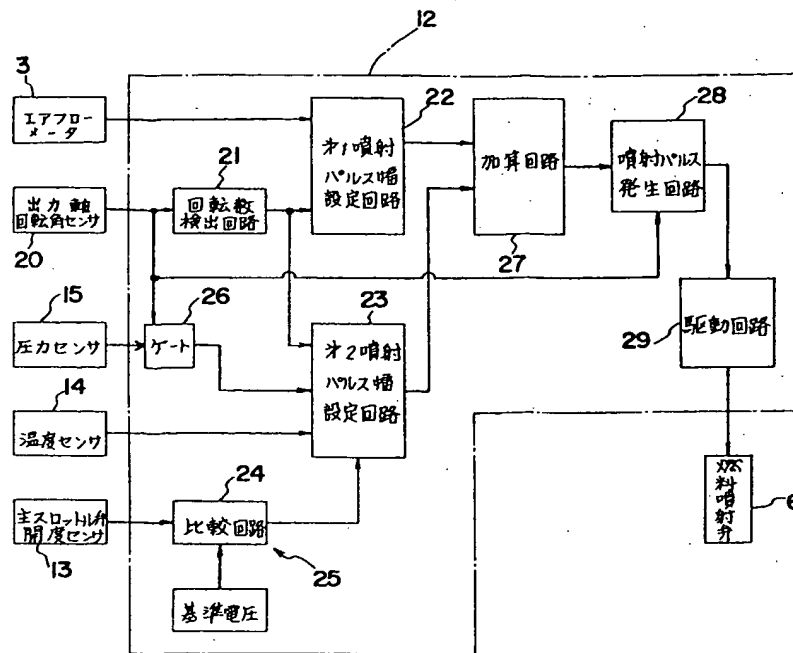 12
3
エアフロー
メータ
22
才1噴射
パルス幅
設定回路
加算回路
27
28
噴射パルス
発生回路
出力軸
回転角センサ
20
21
回転数
検出回路
15
圧力センサ
26
ゲート
23
才2噴射
パルス幅
設定回路
29
駆動回路
14
温度センサ
主スロットル弁
開度センサ
13
24
比較回路
25
基準電圧
燃料噴射弁
6